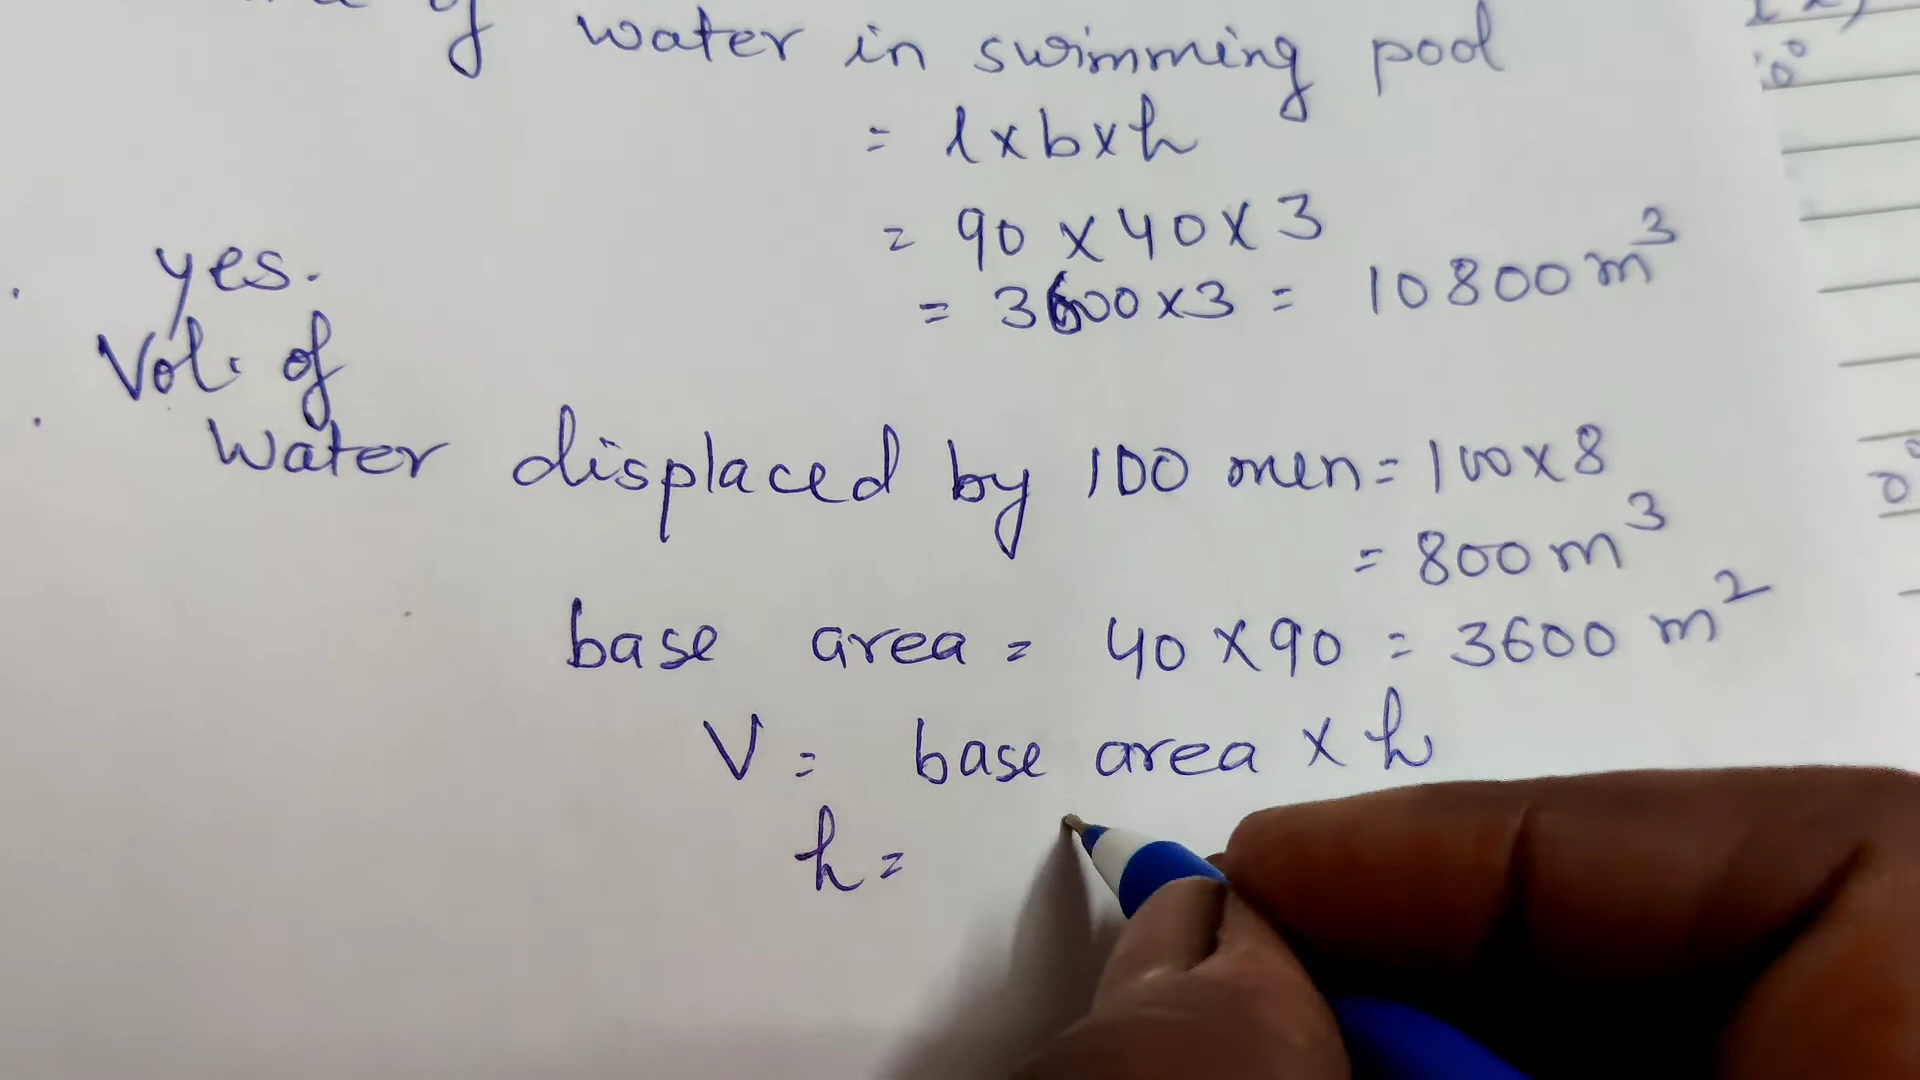 of water in swimming pool
= l x b x h
= 90 x 40 x 3
yes.
= 3600 x 3 = 10800 m³
Vol. of
Water displaced by 100 men = 100 x 8
= 800 m³
base area = 40 x 90 = 3600 m²
V = base area x h
h =